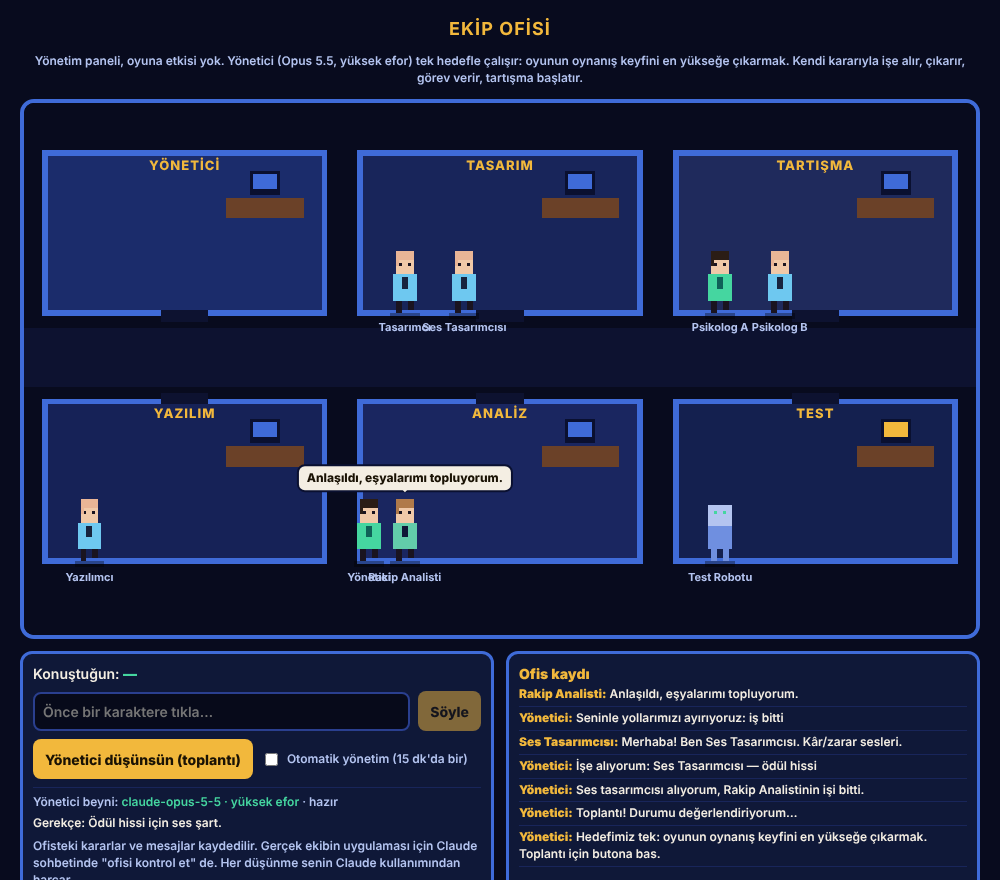 EKİP OFİSİ
Yönetim paneli, oyuna etkisi yok. Yönetici (Opus 5.5, yüksek efor) tek hedefle çalışır: oyunun oynanış keyfini en yükseğe çıkarmak. Kendi kararıyla işe alır, çıkarır,
görev verir, tartışma başlatır.
YÖNETİCİ
TASARIM
TARTIŞMA
Ses Tasarımcısı
Psikolog A
Psikolog B
YAZILIM
ANALİZ
TEST
Anlaşıldı, eşyalarımı topluyorum.
Yazılımcı
Rakip Analisti
Test Robotu
Konuştuğun: —
Önce bir karaktere tıkla...
Söyle
Yönetici düşünsün (toplantı)
Otomatik yönetim (15 dk'da bir)
Yönetici beyni: claude-opus-5-5 · yüksek efor · hazır
Gerekçe: Ödül hissi için ses şart.
Ofisteki kararlar ve mesajlar kaydedilir. Gerçek ekibin uygulaması için Claude
sohbetinde "ofisi kontrol et" de. Her düşünme senin Claude kullanımından
Ofis kaydı
Rakip Analisti: Anlaşıldı, eşyalarımı topluyorum.
Yönetici: Seninle yollarımızı ayırıyoruz: iş bitti
Ses Tasarımcısı: Merhaba! Ben Ses Tasarımcısı. Kâr/zarar sesleri.
Yönetici: İşe alıyorum: Ses Tasarımcısı — ödül hissi
Yönetici: Ses tasarımcısı alıyorum, Rakip Analistinin işi bitti.
Yönetici: Toplantı! Durumu değerlendiriyorum...
Yönetici: Hedefimiz tek: oyunun oynanış keyfini en yükseğe çıkarmak.
Toplantı için butona bas.